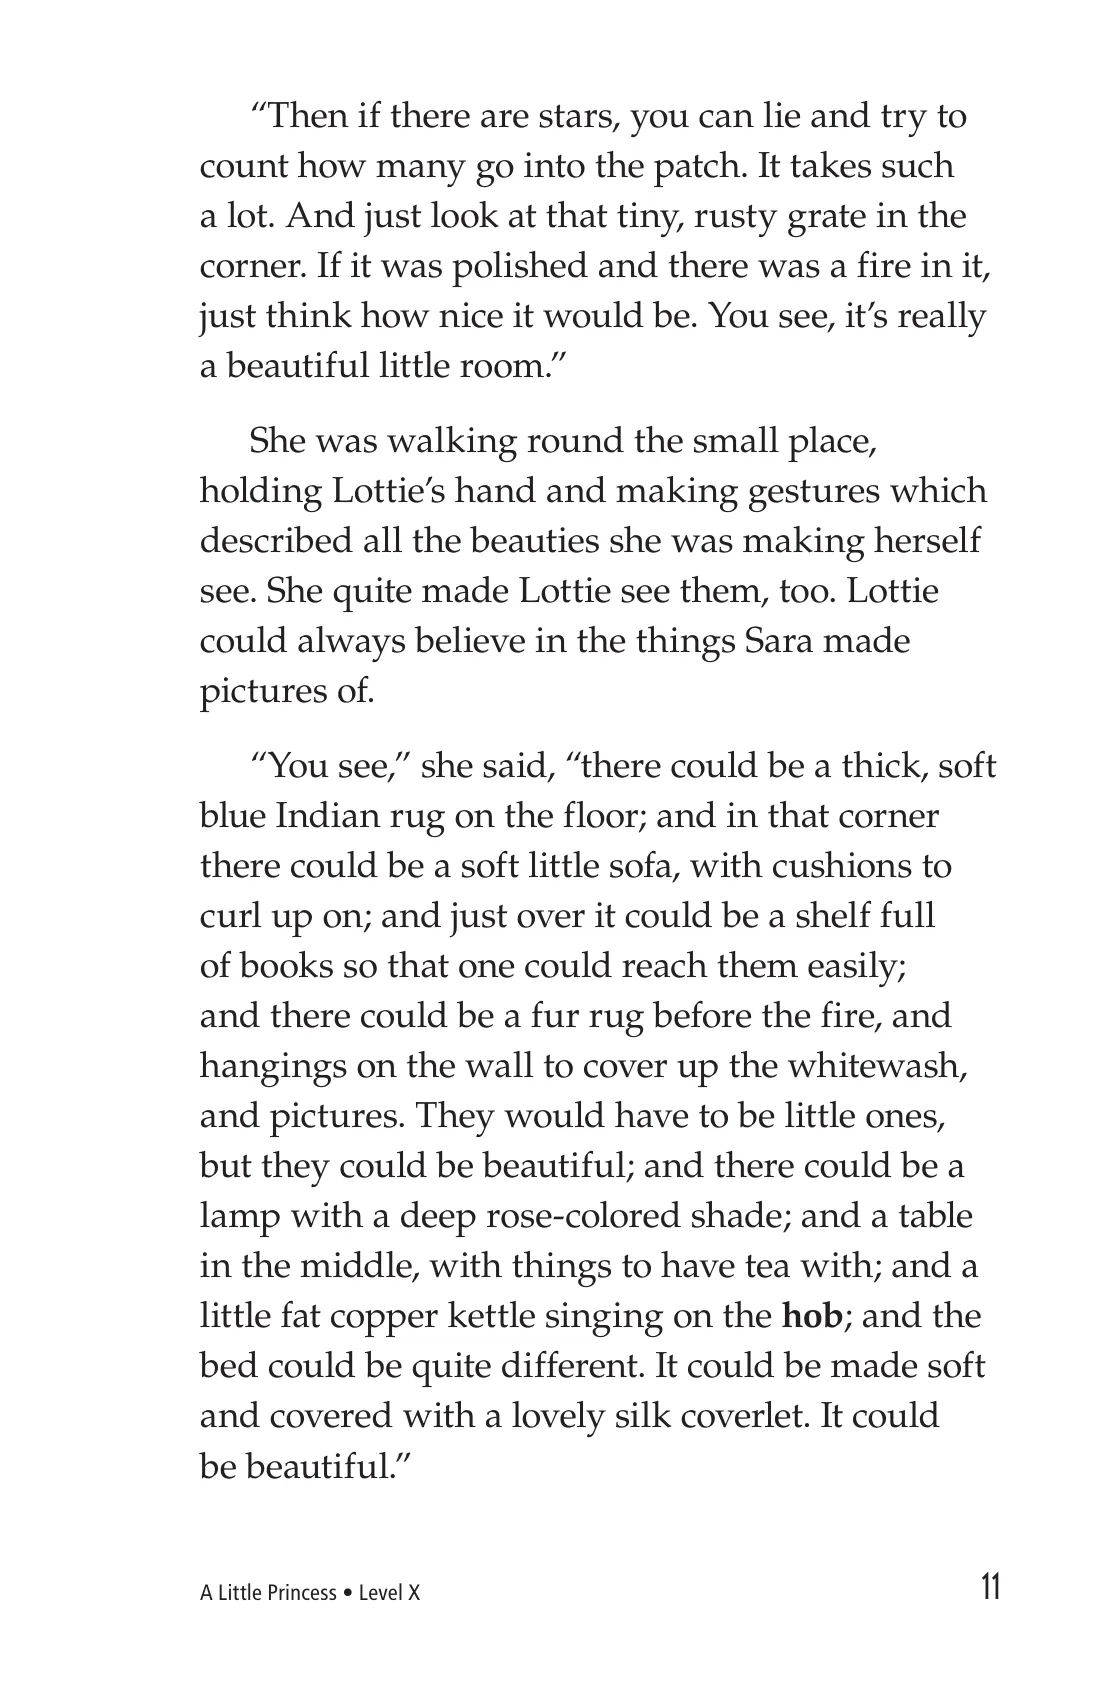 “Then if there are stars, you can lie and try to
count how many go into the patch. It takes such
a lot. And just look at that tiny, rusty grate in the
corner. If it was polished and there was a fire in it,
just think how nice it would be. You see, it’s really
a beautiful little room.”
She was walking round the small place,
holding Lottie’s hand and making gestures which
described all the beauties she was making herself
see. She quite made Lottie see them, too. Lottie
could always believe in the things Sara made
pictures of.
“You see,” she said, “there could be a thick, soft
blue Indian rug on the floor; and in that corner
there could be a soft little sofa, with cushions to
curl up on; and just over it could be a shelf full
of books so that one could reach them easily;
and there could be a fur rug before the fire, and
hangings on the wall to cover up the whitewash,
and pictures. They would have to be little ones,
but they could be beautiful; and there could be a
lamp with a deep rose-colored shade; and a table
in the middle, with things to have tea with; and a
little fat copper kettle singing on the hob; and the
bed could be quite different. It could be made soft
and covered with a lovely silk coverlet. It could
be beautiful.”
A Little Princess • Level X 11